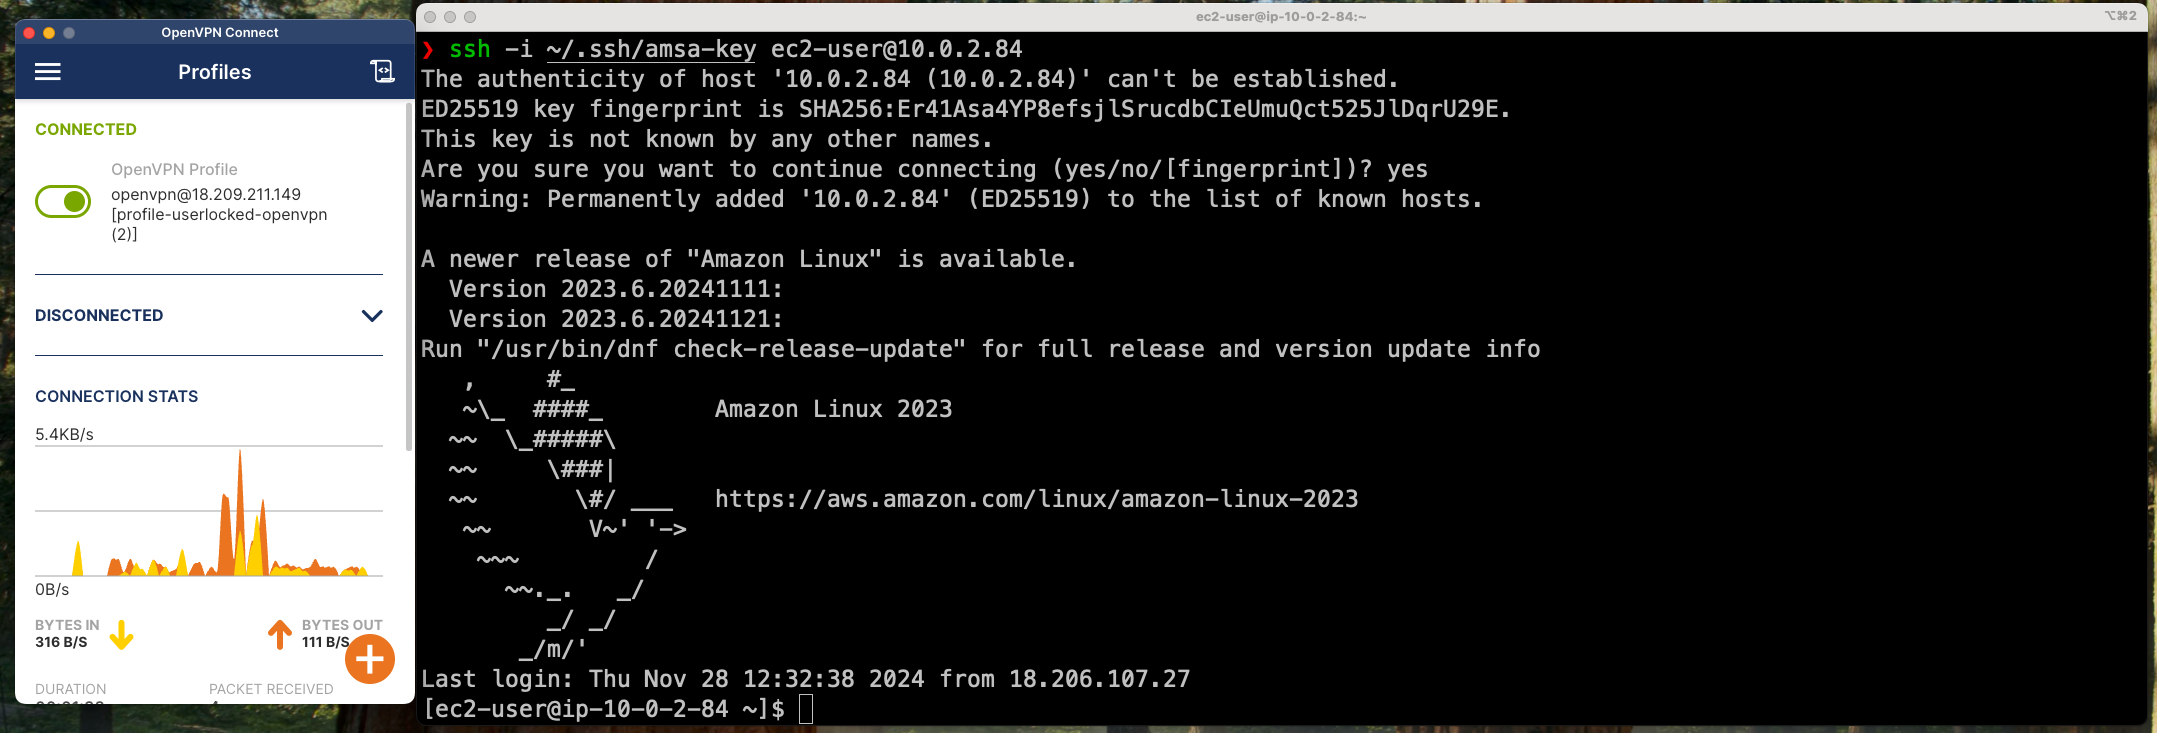 OpenVPN Connect
Profiles
CONNECTED
OpenVPN Profile
openvpn@18.209.211.149
[profile-userlocked-openvpn
(2)]
DISCONNECTED
CONNECTION STATS
5.4KB/s
0B/s
BYTES IN
316 B/S
BYTES OUT
111 B/S
DURATION
PACKET RECEIVED
ec2-user@ip-10-0-2-84:~
⌥⌘2
❯ ssh -i ~/.ssh/amsa-key ec2-user@10.0.2.84
The authenticity of host '10.0.2.84 (10.0.2.84)' can't be established.
ED25519 key fingerprint is SHA256:Er41Asa4YP8efsjlSrucdbCIeUmuQct525JlDqrU29E.
This key is not known by any other names.
Are you sure you want to continue connecting (yes/no/[fingerprint])? yes
Warning: Permanently added '10.0.2.84' (ED25519) to the list of known hosts.
A newer release of "Amazon Linux" is available.
  Version 2023.6.20241111:
  Version 2023.6.20241121:
Run "/usr/bin/dnf check-release-update" for full release and version update info
   ,     #_
   ~\_  ####_        Amazon Linux 2023
  ~~  \_#####\
  ~~     \###|
  ~~       \#/ ___   https://aws.amazon.com/linux/amazon-linux-2023
   ~~       V~' '->
    ~~~         /
      ~~._.   _/
         _/ _/
       _/m/'
Last login: Thu Nov 28 12:32:38 2024 from 18.206.107.27
[ec2-user@ip-10-0-2-84 ~]$